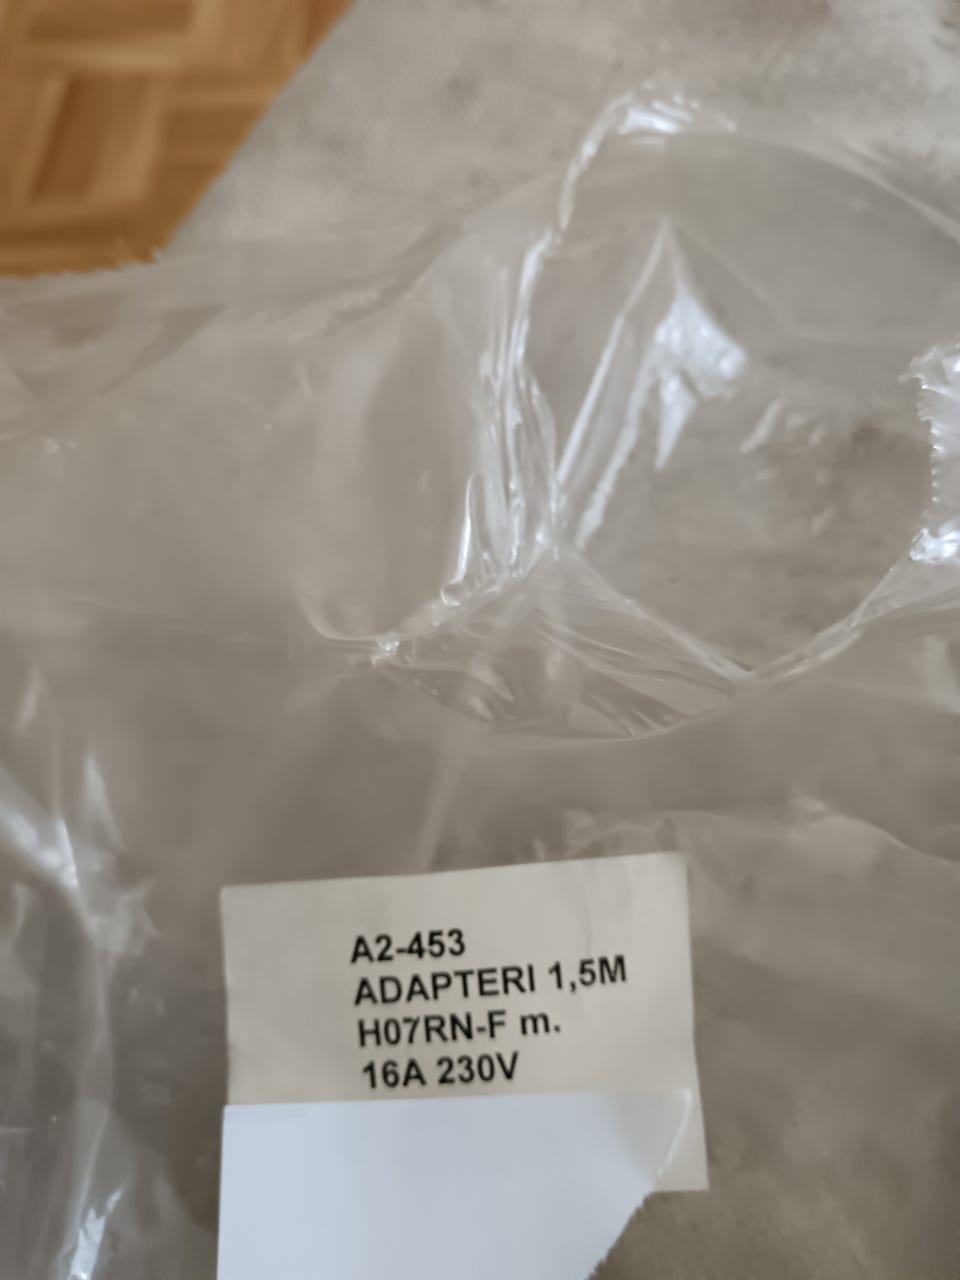 A2-453
ADAPTERI 1,5M
H07RN-F m.
16A 230V